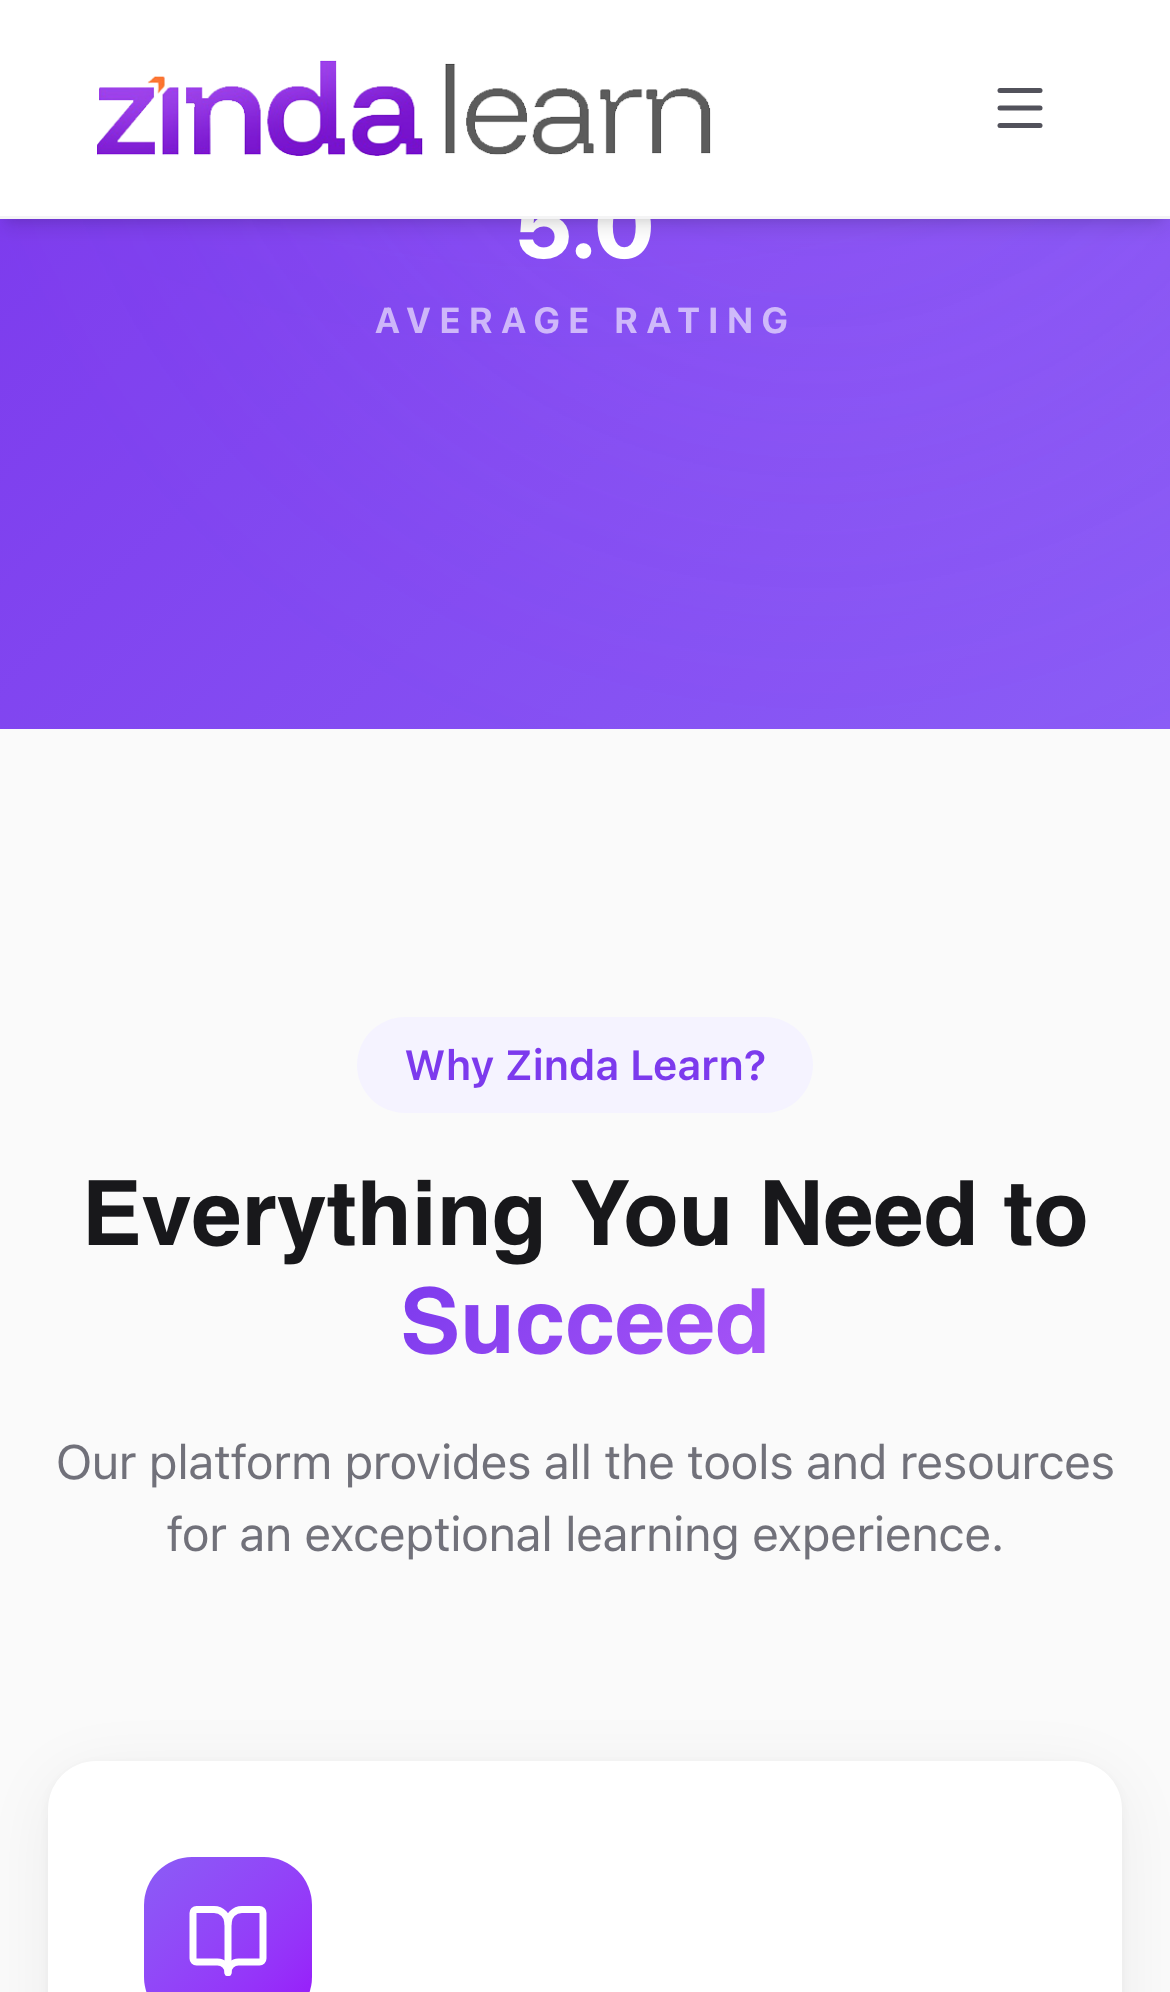 zinda learn
5.0
AVERAGE RATING
Why Zinda Learn?
Everything You Need to
Succeed
Our platform provides all the tools and resources
for an exceptional learning experience.